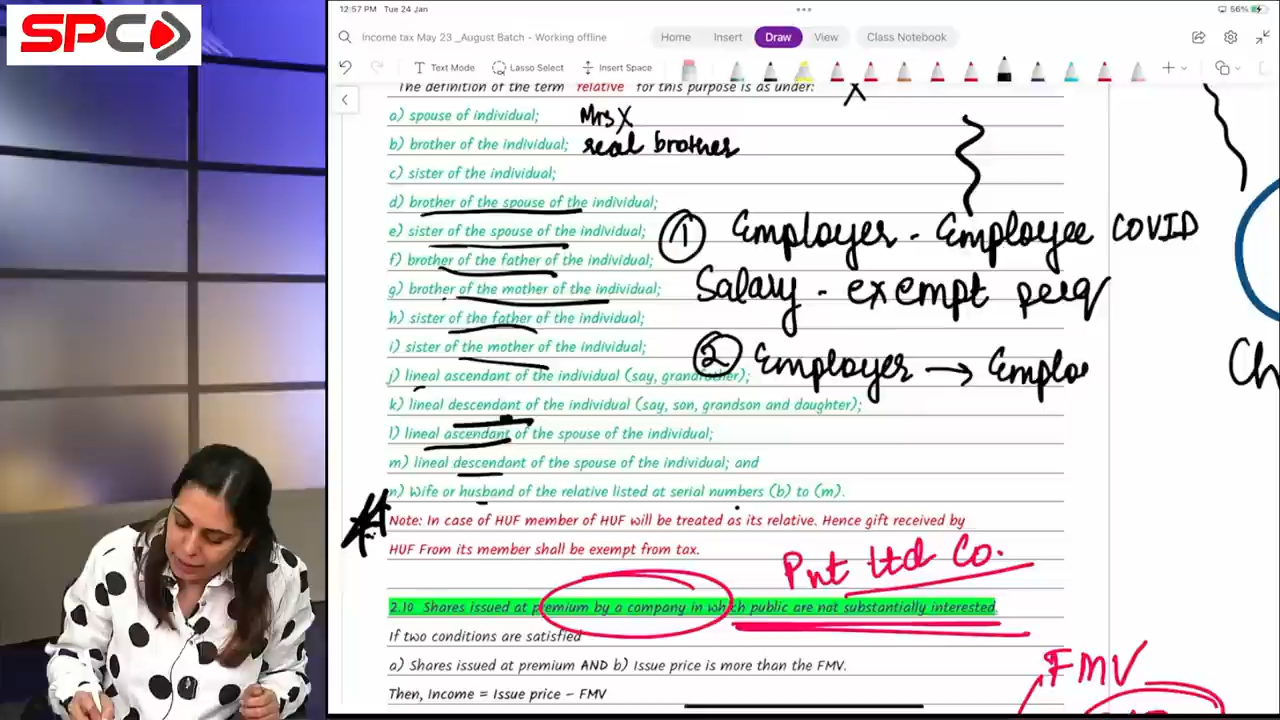 SPC
12:57 PM Tue 24 Jan
56%
Income tax May 23 _August Batch - Working offline
Home Insert Draw View Class Notebook
Text Mode Lasso Select Insert Space
The definition of the term "relative" for this purpose is as under: X
a) spouse of individual; Mrs X
b) brother of the individual; real brother
c) sister of the individual;
d) brother of the spouse of the individual;
e) sister of the spouse of the individual;
f) brother of the father of the individual;
g) brother of the mother of the individual;
h) sister of the father of the individual;
i) sister of the mother of the individual;
j) lineal ascendant of the individual (say, grandfather);
k) lineal descendant of the individual (say, son, grandson and daughter);
l) lineal ascendant of the spouse of the individual;
m) lineal descendant of the spouse of the individual; and
n) Wife or husband of the relative listed at serial numbers (b) to (m).
① Employer - Employee COVID
Salary - exempt perq
② Employer → Emplo
Ch
Note: In case of HUF member of HUF will be treated as its relative. Hence gift received by
HUF From its member shall be exempt from tax.
Pvt Ltd Co.
2.10 Shares issued at premium by a company in which public are not substantially interested
If two conditions are satisfied
a) Shares issued at premium AND b) Issue price is more than the FMV.
FMV
Then, Income = Issue price – FMV